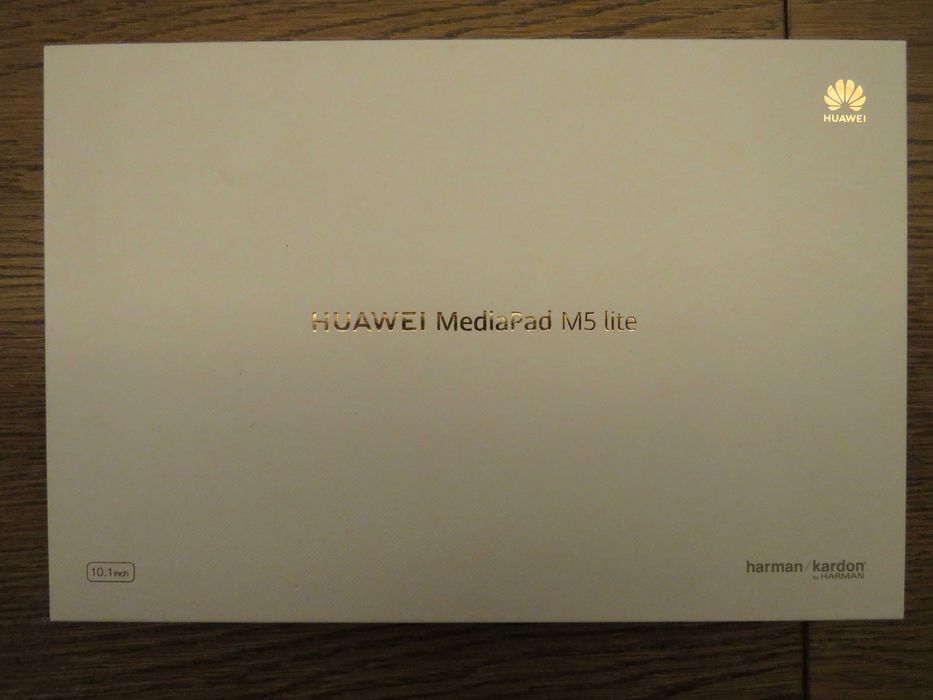 HUAWEI
HUAWEI MediaPad M5 lite
10.1inch
harman/kardon®
by HARMAN